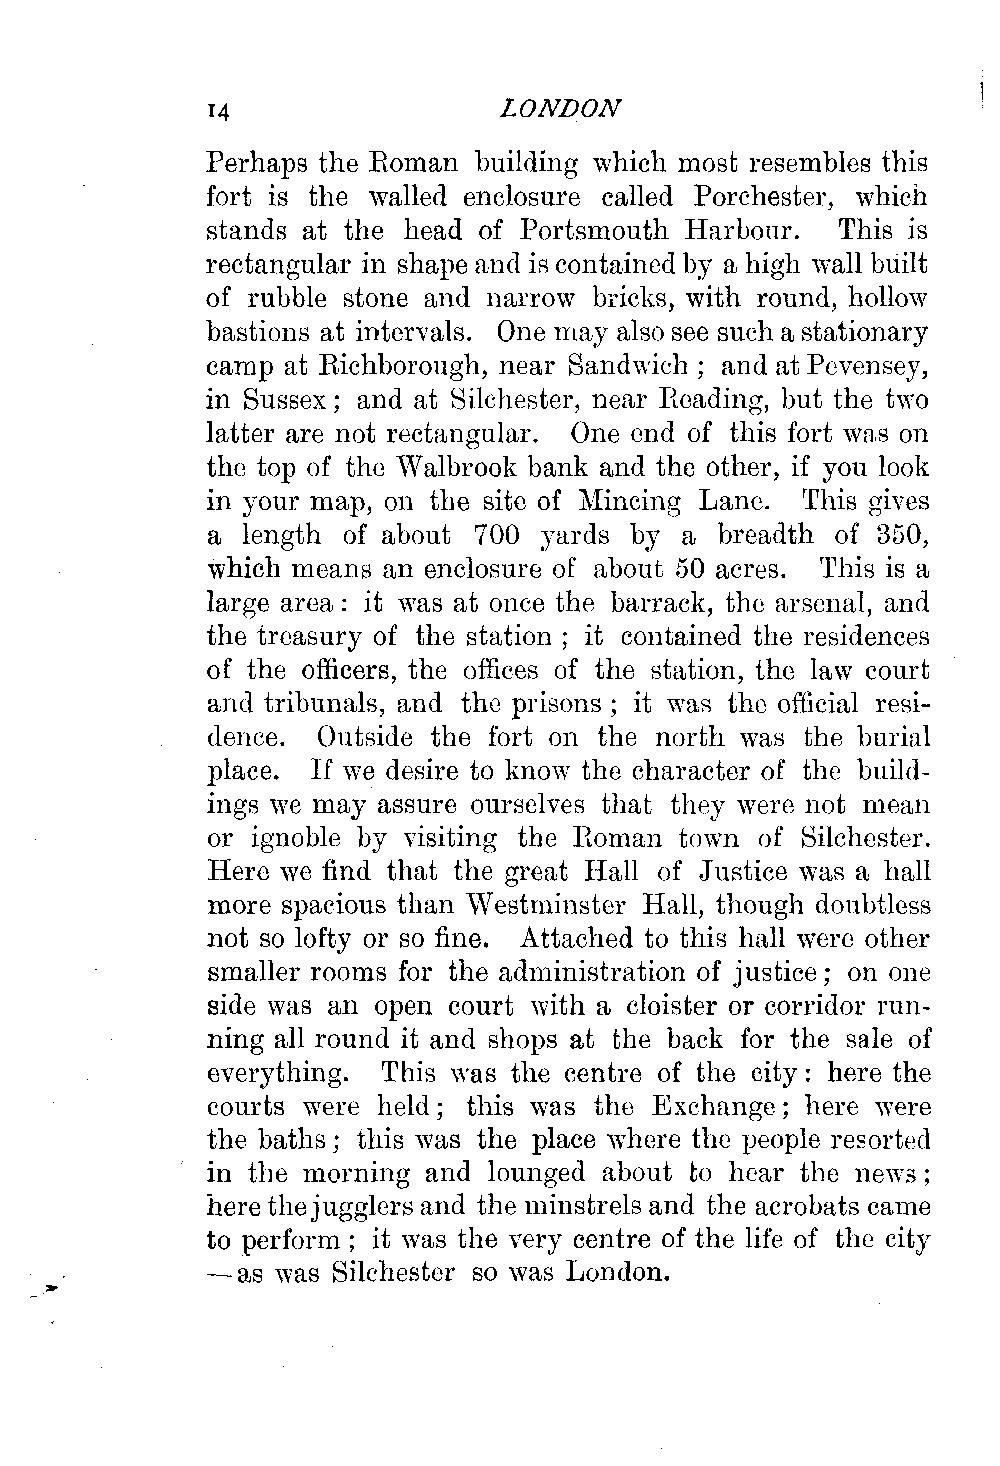 14 LONDON
Perhaps the Roman building which most resembles this
fort is the walled enclosure called Porchester, which
stands at the head of Portsmouth Harbour. This is
rectangular in shape and is contained by a high wall built
of rubble stone and narrow bricks, with round, hollow
bastions at intervals. One may also see such a stationary
camp at Richborough, near Sandwich ; and at Pevensey,
in Sussex ; and at Silchester, near Reading, but the two
latter are not rectangular. One end of this fort was on
the top of the Walbrook bank and the other, if you look
in your map, on the site of Mincing Lane. This gives
a length of about 700 yards by a breadth of 350,
which means an enclosure of about 50 acres. This is a
large area : it was at once the barrack, the arsenal, and
the treasury of the station ; it contained the residences
of the officers, the offices of the station, the law court
and tribunals, and the prisons ; it was the official resi-
dence. Outside the fort on the north was the burial
place. If we desire to know the character of the build-
ings we may assure ourselves that they were not mean
or ignoble by visiting the Roman town of Silchester.
Here we find that the great Hall of Justice was a hall
more spacious than Westminster Hall, though doubtless
not so lofty or so fine. Attached to this hall were other
smaller rooms for the administration of justice ; on one
side was an open court with a cloister or corridor run-
ning all round it and shops at the back for the sale of
everything. This was the centre of the city : here the
courts were held ; this was the Exchange ; here were
the baths ; this was the place where the people resorted
in the morning and lounged about to hear the news ;
here the jugglers and the minstrels and the acrobats came
to perform ; it was the very centre of the life of the city
—as was Silchester so was London.